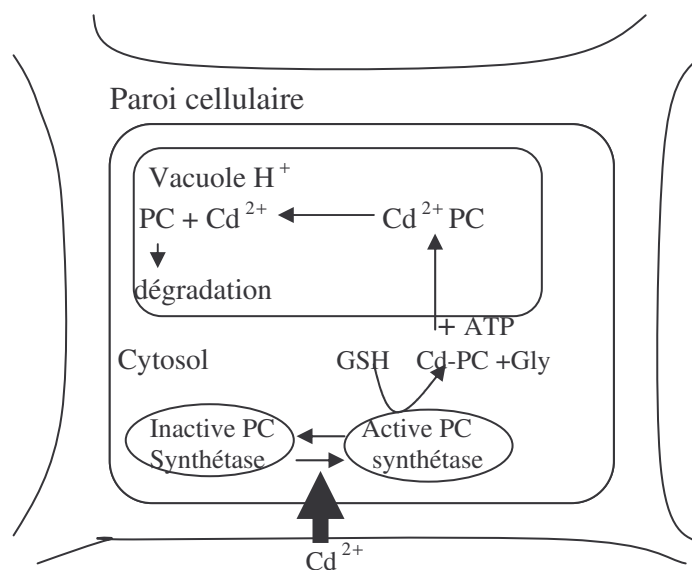 Paroi cellulaire
Vacuole H⁺
PC + Cd²⁺
Cd²⁺ PC
dégradation
+ ATP
Cytosol
GSH
Cd-PC +Gly
Inactive PC
Synthétase
Active PC
synthétase
Cd²⁺